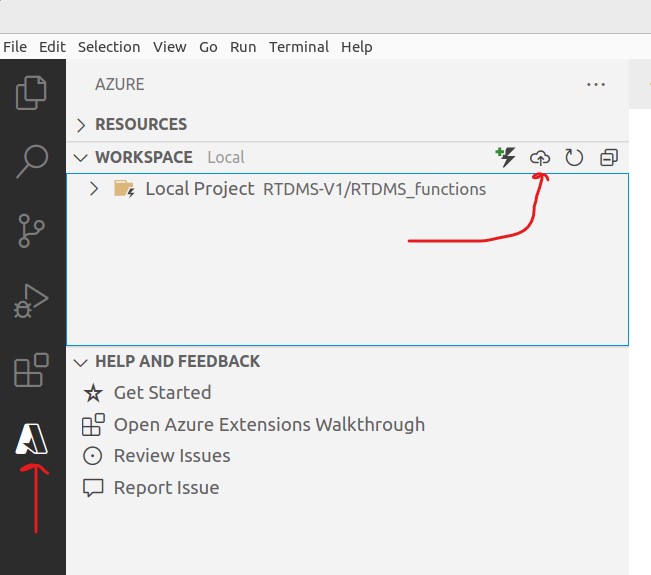 File Edit Selection View Go Run Terminal Help
AZURE
RESOURCES
WORKSPACE Local
Local Project RTDMS-V1/RTDMS_functions
HELP AND FEEDBACK
Get Started
Open Azure Extensions Walkthrough
Review Issues
Report Issue